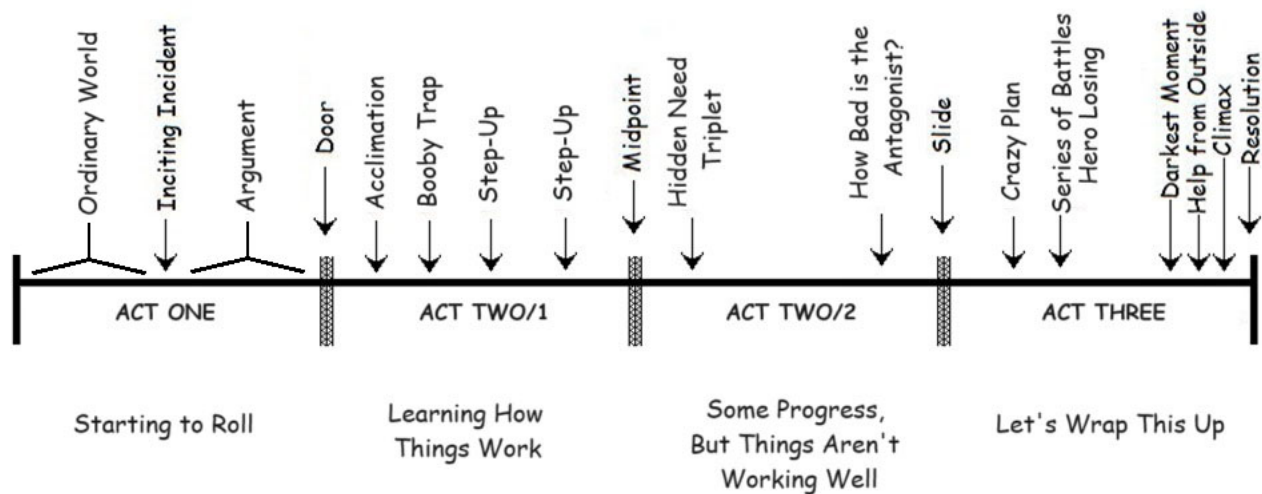 Ordinary World
Inciting Incident
Argument
Door
Acclimation
Booby Trap
Step-Up
Step-Up
Midpoint
Hidden Need
Triplet
How Bad is the
Antagonist?
Slide
Crazy Plan
Series of Battles
Hero Losing
Darkest Moment
Help from Outside
Climax
Resolution
ACT ONE
ACT TWO/1
ACT TWO/2
ACT THREE
Starting to Roll
Learning How
Things Work
Some Progress,
But Things Aren't
Working Well
Let's Wrap This Up